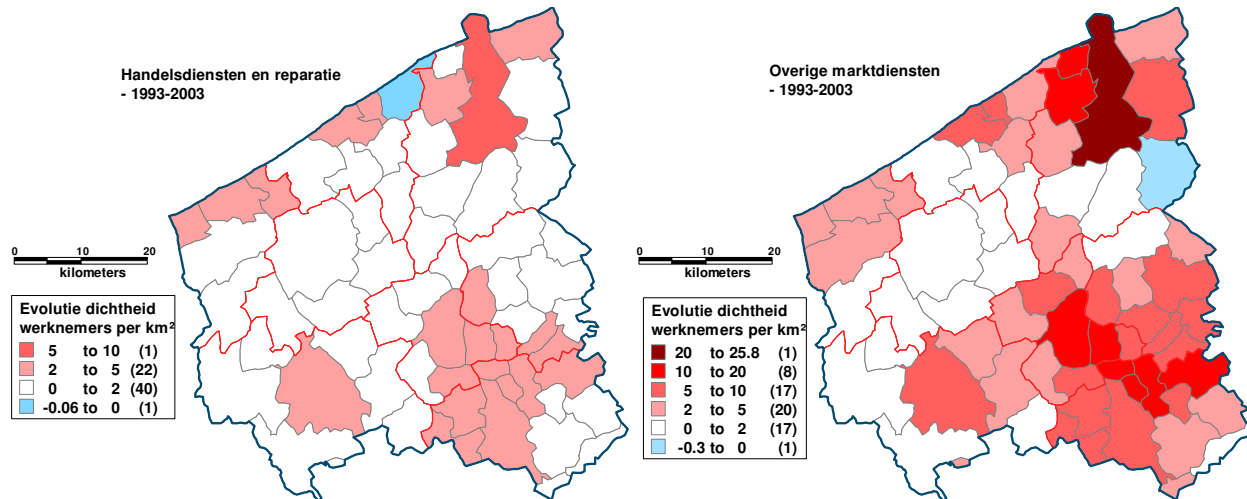 Handelsdiensten en reparatie
- 1993-2003
0 10 20
kilometers
Evolutie dichtheid
werknemers per km²
5 to 10 (1)
2 to 5 (22)
0 to 2 (40)
-0.06 to 0 (1)
Overige marktdiensten
- 1993-2003
0 10 20
kilometers
Evolutie dichtheid
werknemers per km²
20 to 25.8 (1)
10 to 20 (8)
5 to 10 (17)
2 to 5 (20)
0 to 2 (17)
-0.3 to 0 (1)